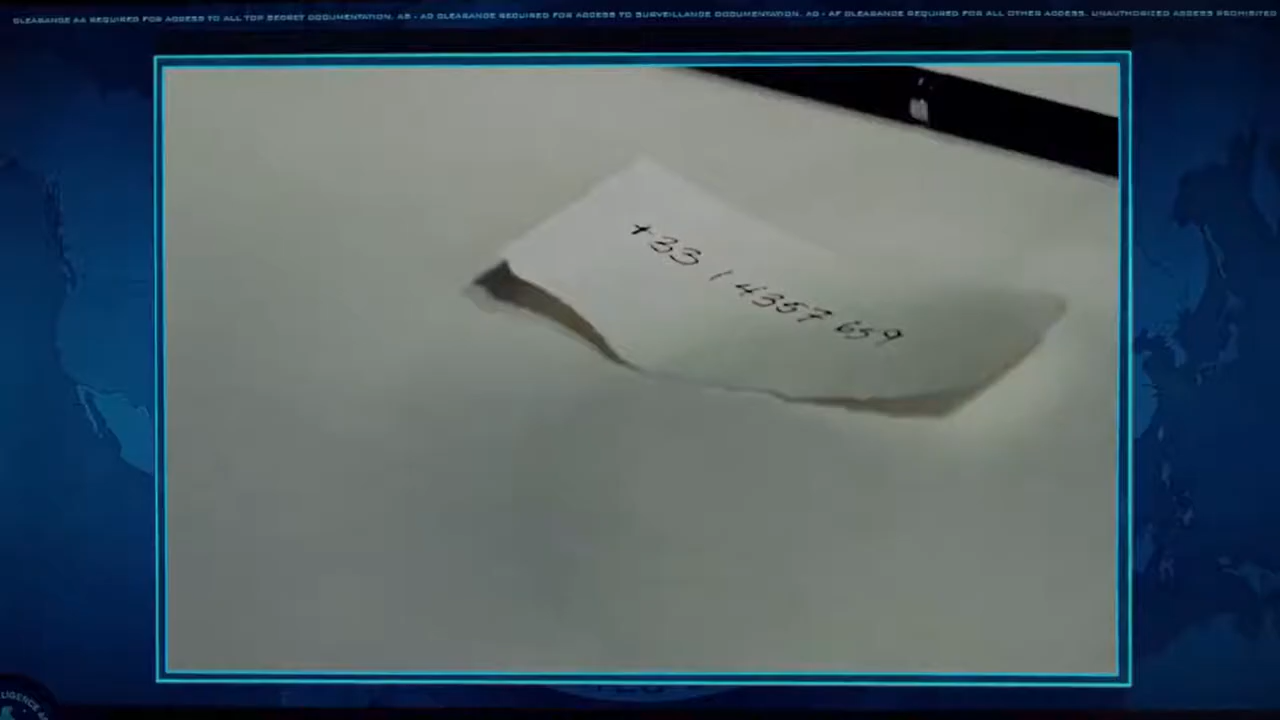 CLEARANCE AA REQUIRED FOR ACCESS TO ALL TOP SECRET DOCUMENTATION. AB - AD CLEARANCE REQUIRED FOR ACCESS TO SURVEILLANCE DOCUMENTATION. AD - AF CLEARANCE REQUIRED FOR ALL OTHER ACCESS. UNAUTHORIZED ACCESS PROHIBITED
+33 1 4357 659